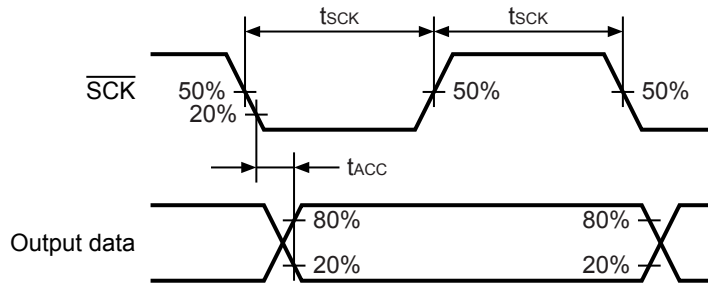 tSCK tSCK
SCK 50% 50% 50%
20%
tACC
80% 80%
Output data
20% 20%